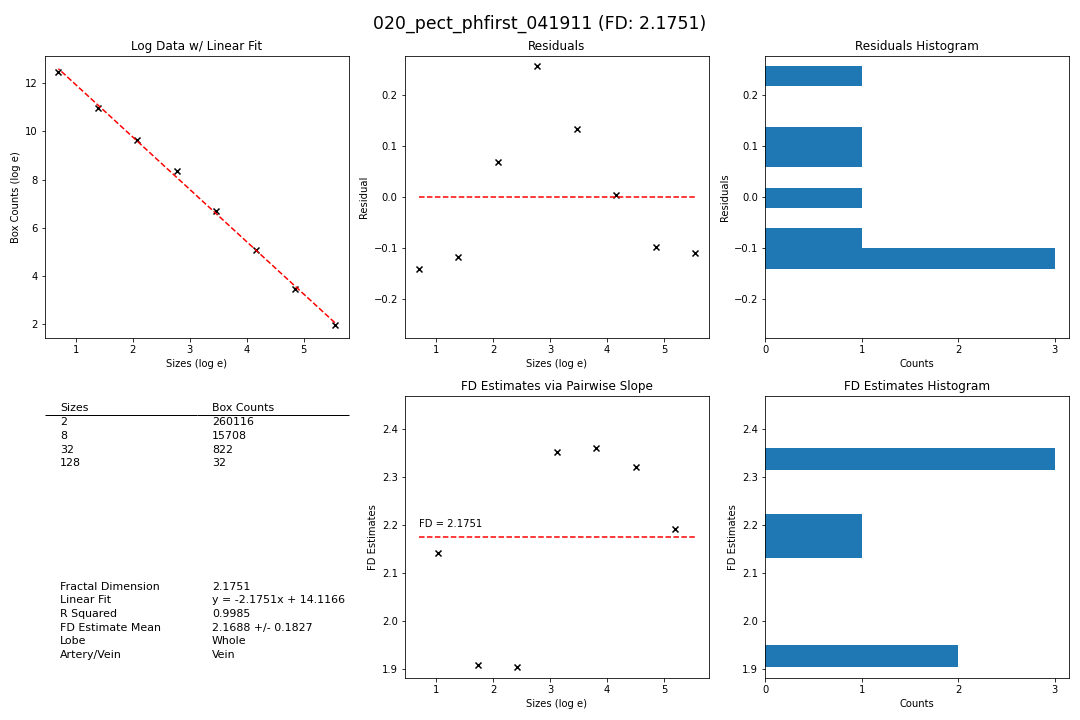 020_pect_phfirst_041911 (FD: 2.1751)
Log Data w/ Linear Fit
Box Counts (log e)
12
10
8
6
4
2
1 2 3 4 5
Sizes (log e)
Residuals
Residual
0.2
0.1
0.0
−0.1
−0.2
1 2 3 4 5
Sizes (log e)
Residuals Histogram
Residuals
0.2
0.1
0.0
−0.1
−0.2
0 1 2 3
Counts
Sizes Box Counts
2 260116
8 15708
32 822
128 32
Fractal Dimension 2.1751
Linear Fit y = -2.1751x + 14.1166
R Squared 0.9985
FD Estimate Mean 2.1688 +/- 0.1827
Lobe Whole
Artery/Vein Vein
FD Estimates via Pairwise Slope
FD Estimates
2.4
2.3
2.2
2.1
2.0
1.9
FD = 2.1751
1 2 3 4 5
Sizes (log e)
FD Estimates Histogram
FD Estimates
2.4
2.3
2.2
2.1
2.0
1.9
0 1 2 3
Counts